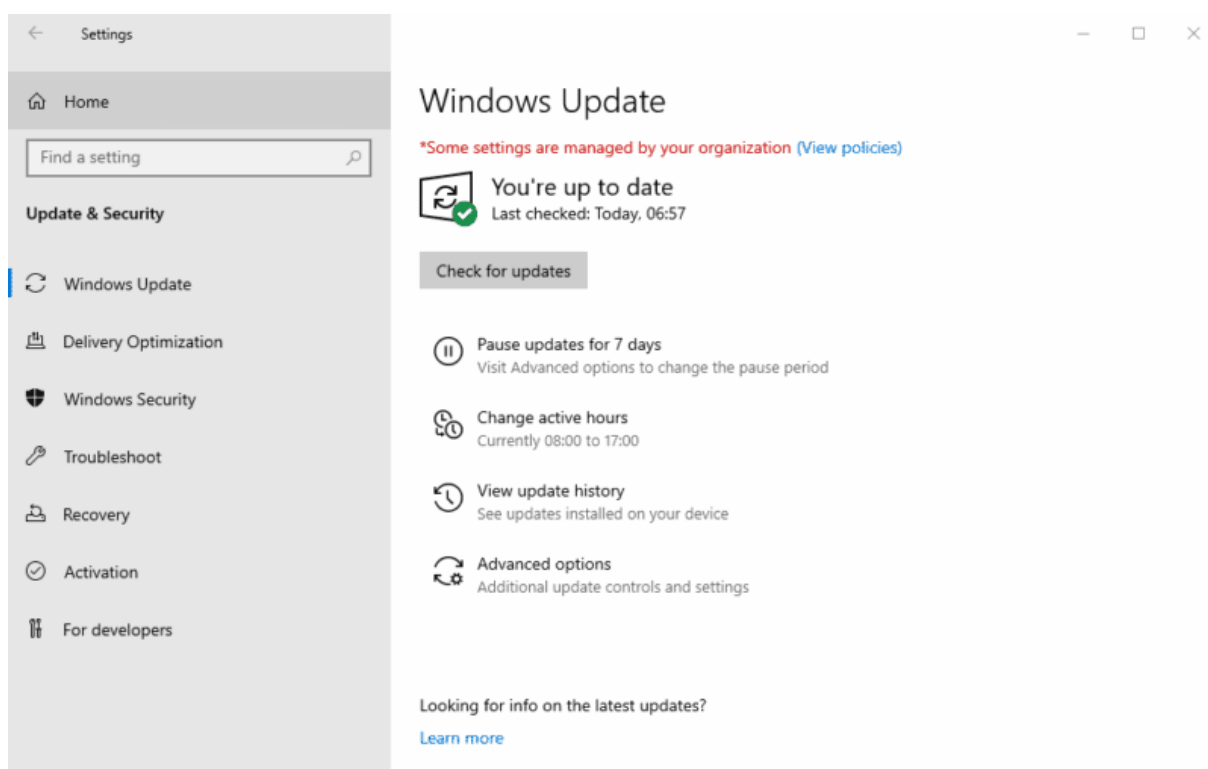 Settings
Home
Find a setting
Update & Security
Windows Update
Delivery Optimization
Windows Security
Troubleshoot
Recovery
Activation
For developers
Windows Update
*Some settings are managed by your organization (View policies)
You're up to date
Last checked: Today, 06:57
Check for updates
Pause updates for 7 days
Visit Advanced options to change the pause period
Change active hours
Currently 08:00 to 17:00
View update history
See updates installed on your device
Advanced options
Additional update controls and settings
Looking for info on the latest updates?
Learn more